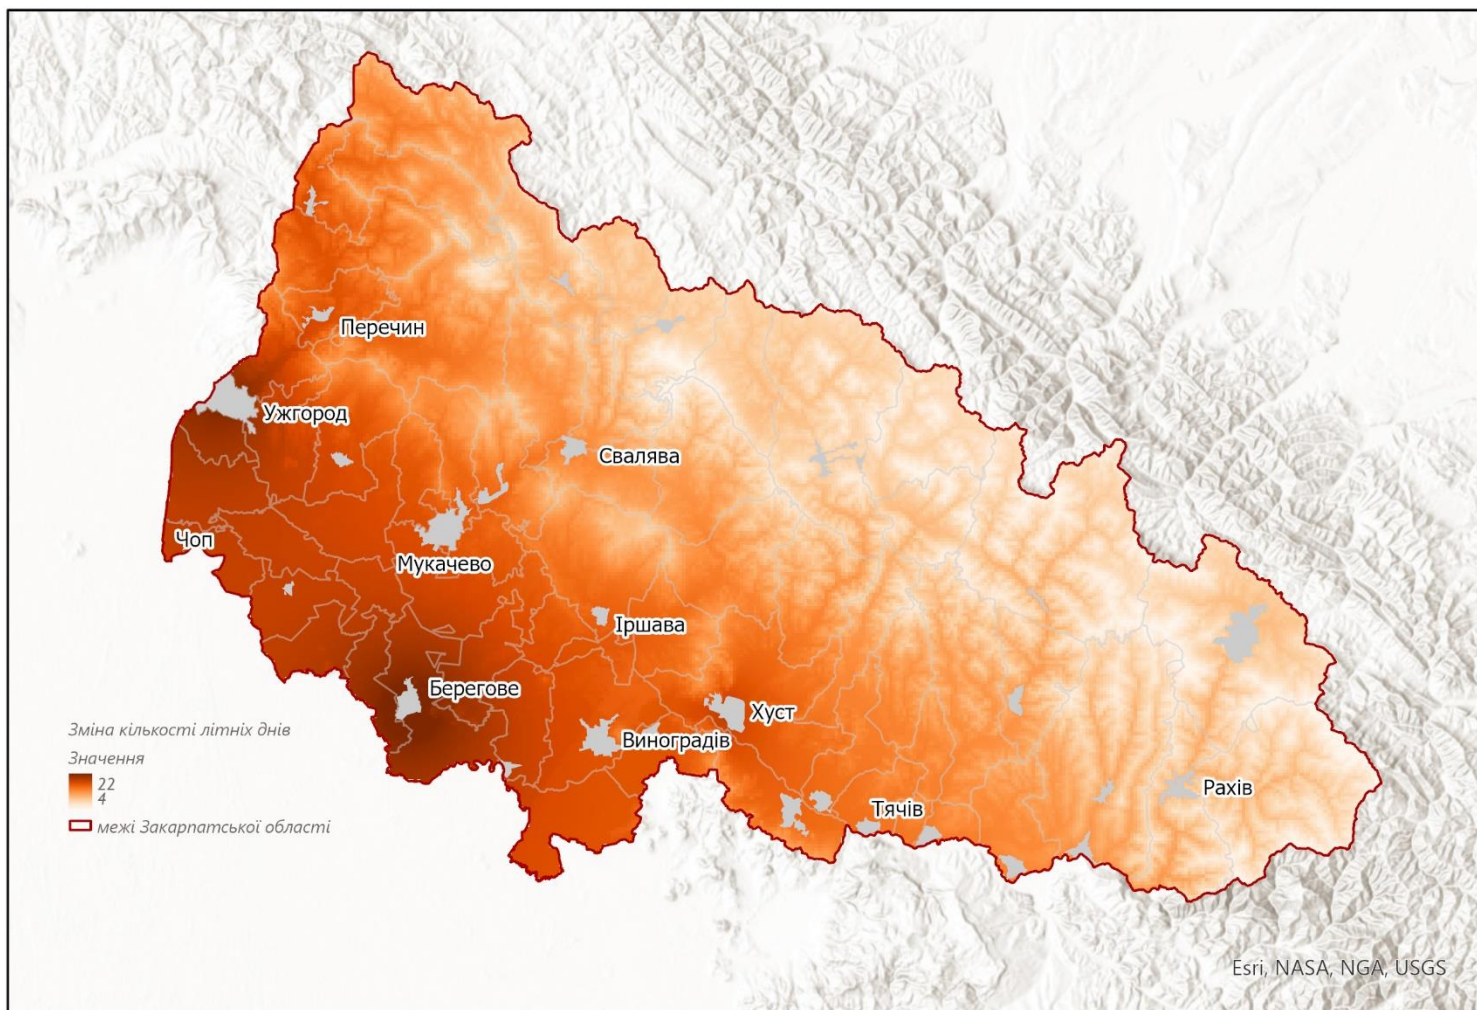 Перечин
Ужгород
Свалява
Чоп
Мукачево
Іршава
Берегове
Хуст
Виноградів
Зміна кількості літніх днів
Значення
22
4
межі Закарпатської області
Тячів
Рахів
Esri, NASA, NGA, USGS